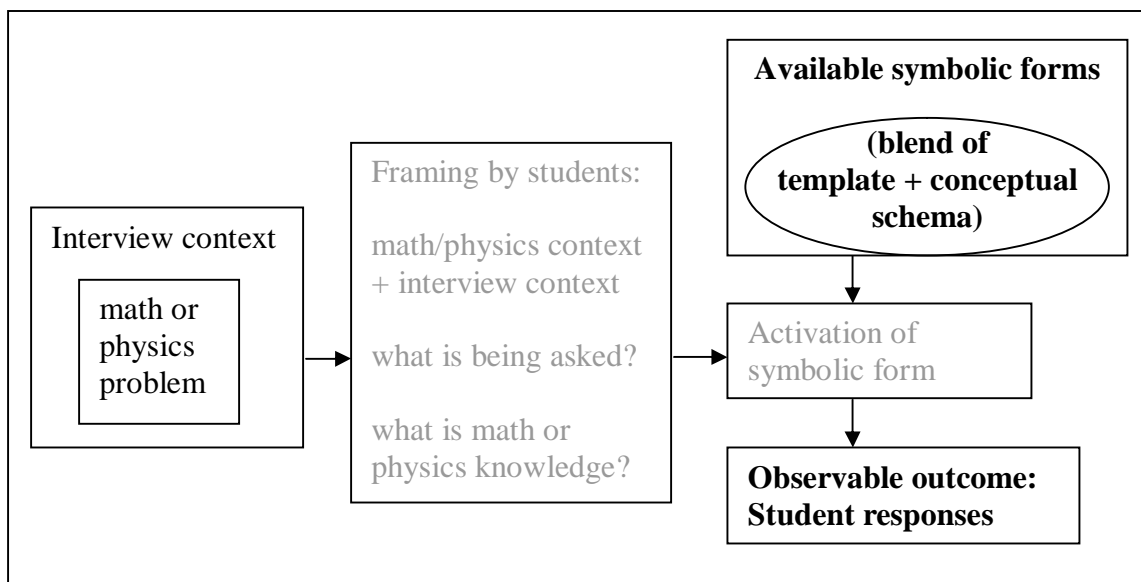 Interview context
math or
physics
problem
Framing by students:
math/physics context
+ interview context
what is being asked?
what is math or
physics knowledge?
Available symbolic forms
(blend of
template + conceptual
schema)
Activation of
symbolic form
Observable outcome:
Student responses